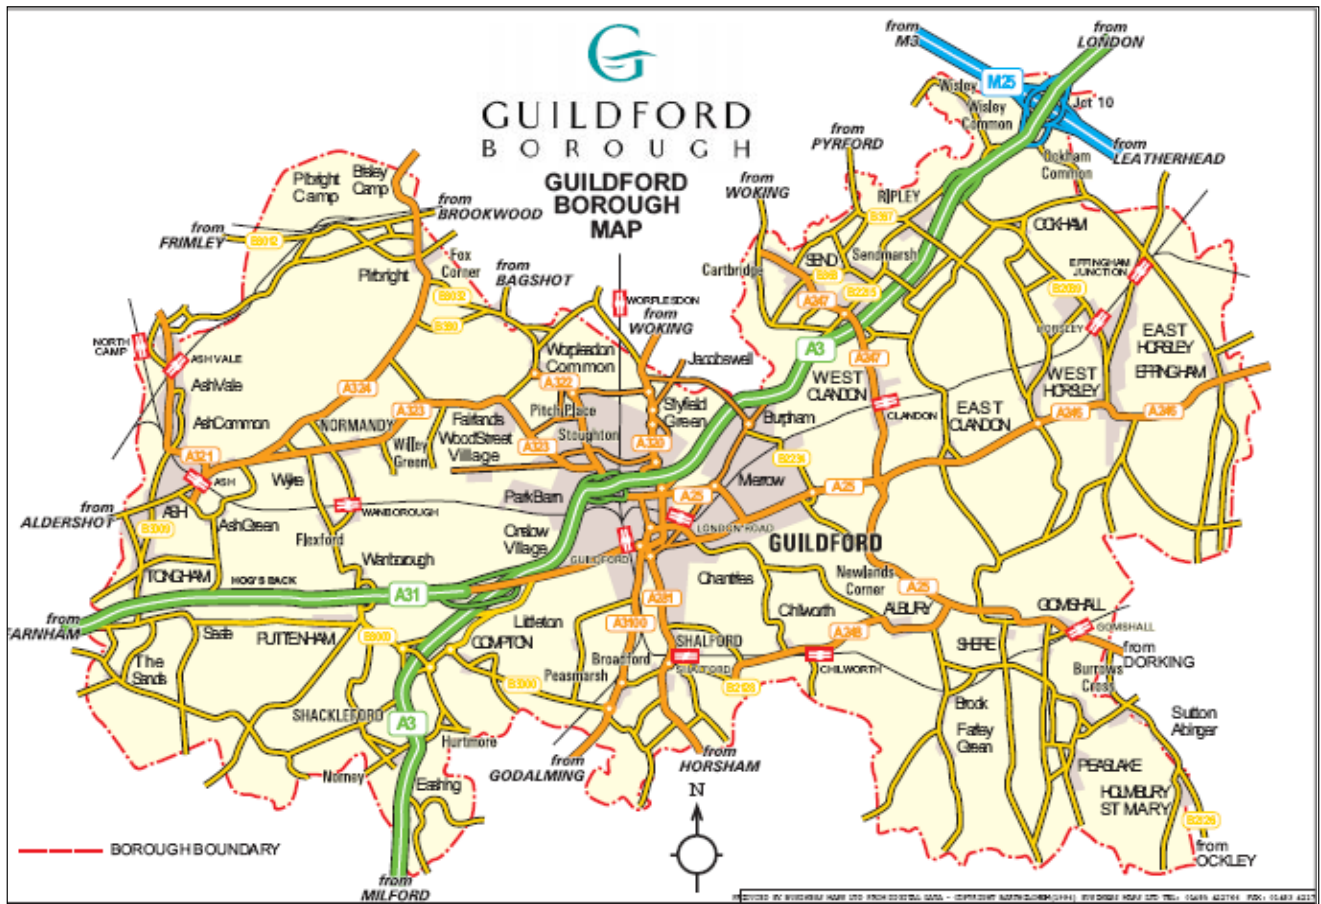 GUILDFORD
BOROUGH
GUILDFORD
BOROUGH
MAP
from
M3
from
LONDON
M25
Jct 10
Wisley
Wisley
Common
from
LEATHERHEAD
Ockham
Common
from
PYRFORD
from
WOKING
RIPLEY
B367
OCKHAM
SEND
Sendmarsh
Cartbridge
B368
B2215
A247
EFFINGHAM
JUNCTION
B2039
HORSLEY
EAST
HORSLEY
EFFINGHAM
WEST
HORSLEY
A3
A247
WEST
CLANDON
CLANDON
EAST
CLANDON
A246
A246
Pirbright
Camp
Bisley
Camp
from
BROOKWOOD
from
FRIMLEY
B3012
Fox
Corner
Pirbright
from
BAGSHOT
B3032
B380
WORPLESDON
from
WOKING
NORTH
CAMP
ASH VALE
Ash Vale
Ash Common
A324
A323
NORMANDY
Willey
Green
Fairlands
Wood Street
Village
Worplesdon
Common
A322
Pitch Place
Stoughton
A323
Jacobswell
Slyfield
Green
A320
Burpham
B2234
Merrow
A25
A25
A321
ASH
Wyke
WANBOROUGH
Park Barn
from
ALDERSHOT
ASH
Ash Green
B3009
Flexford
Wanborough
Onslow
Village
GUILDFORD
LONDON ROAD
GUILDFORD
TONGHAM
HOG'S BACK
A31
Chantries
Newlands
Corner
A25
A281
A3100
Chilworth
ALBURY
GOMSHALL
GOMSHALL
from
FARNHAM
Seale
PUTTENHAM
B3000
COMPTON
Littleton
SHALFORD
SHALFORD
A248
CHILWORTH
SHERE
from
DORKING
The
Sands
Broadford
Peasmarsh
B3000
B2128
Burrows
Cross
SHACKLEFORD
A3
Hurtmore
Norney
Eashing
from
GODALMING
from
HORSHAM
Brook
Farley
Green
Sutton
Abinger
PEASLAKE
HOLMBURY
ST MARY
B2126
from
OCKLEY
N
BOROUGH BOUNDARY
from
MILFORD